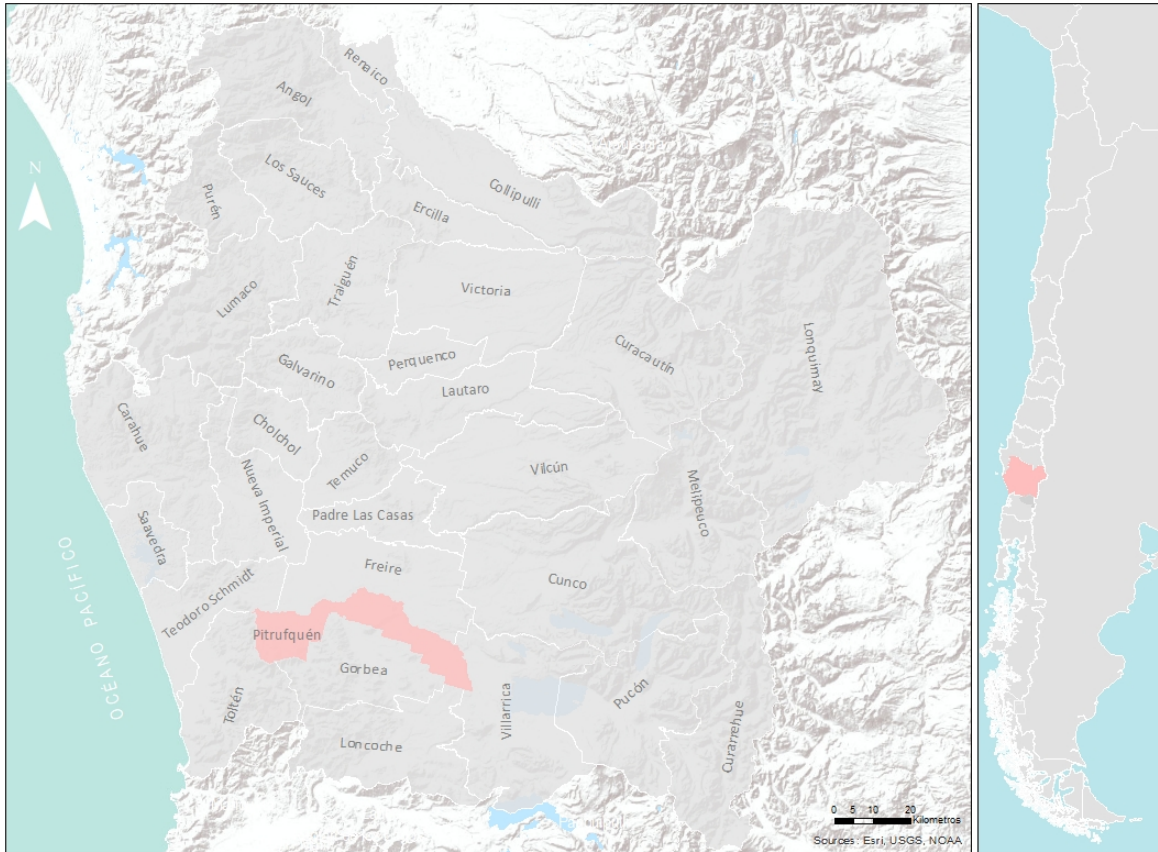 Renaico
Angol
Los Sauces
Collipulli
N
Purén
Ercilla
Traiguén
Victoria
Lumaco
Lonquimay
Curacautín
Perquenco
Galvarino
Lautaro
Carahue
Cholchol
Temuco
Vilcún
Nueva Imperial
Melipeuco
Padre Las Casas
Saavedra
Freire
Cunco
OCÉANO PACIFICO
Teodoro Schmidt
Pitrufquén
Gorbea
Toltén
Villarrica
Pucón
Curarrehue
Loncoche
0 5 10 20
Kilometros
Sources: Esri, USGS, NOAA